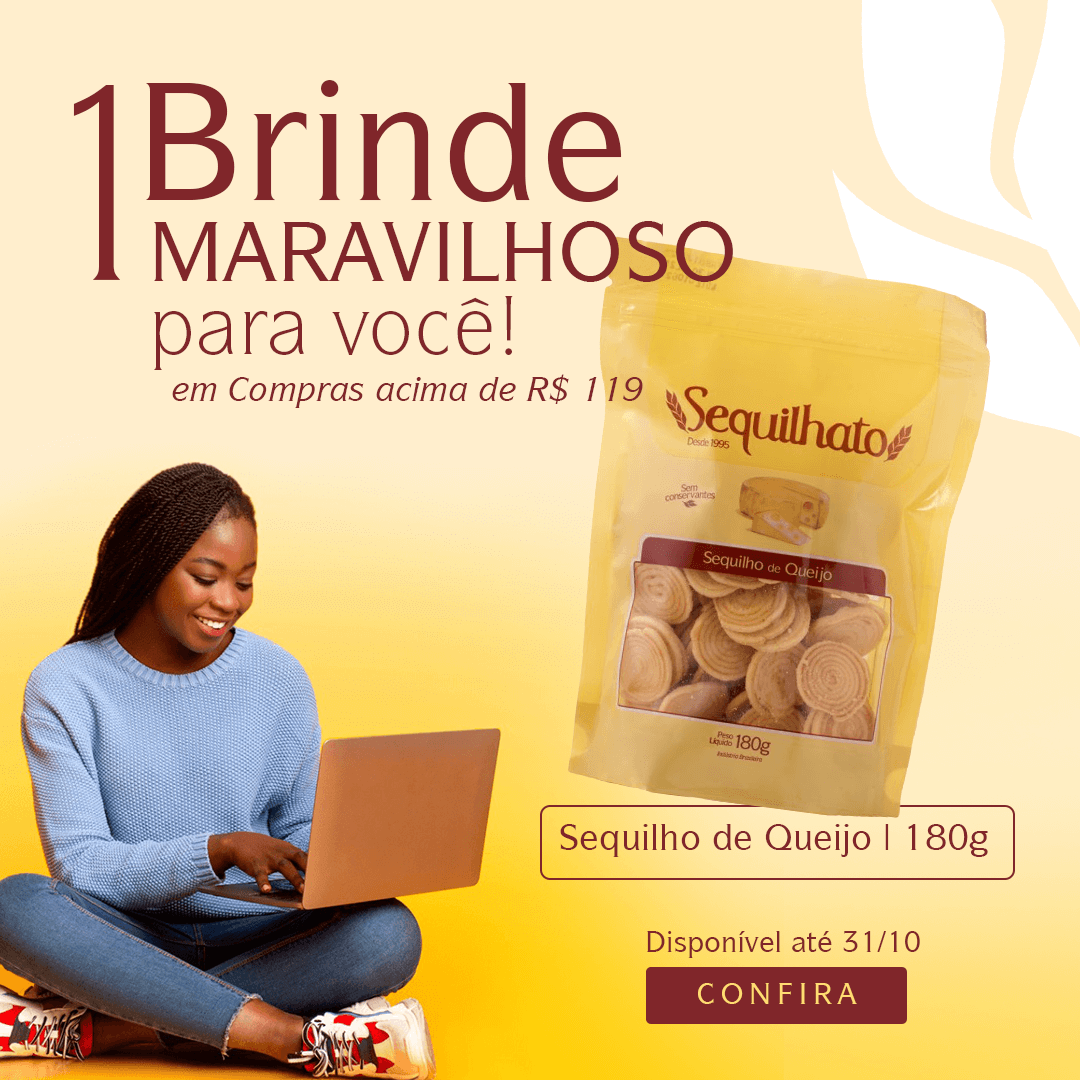 1 Brinde
MARAVILHOSO
para você!
em Compras acima de R$ 119
Sequilhato
Desde 1995
Sem
conservantes
Sequilho de Queijo
Peso
Líquido 180g
Indústria Brasileira
Sequilho de Queijo | 180g
Disponível até 31/10
CONFIRA